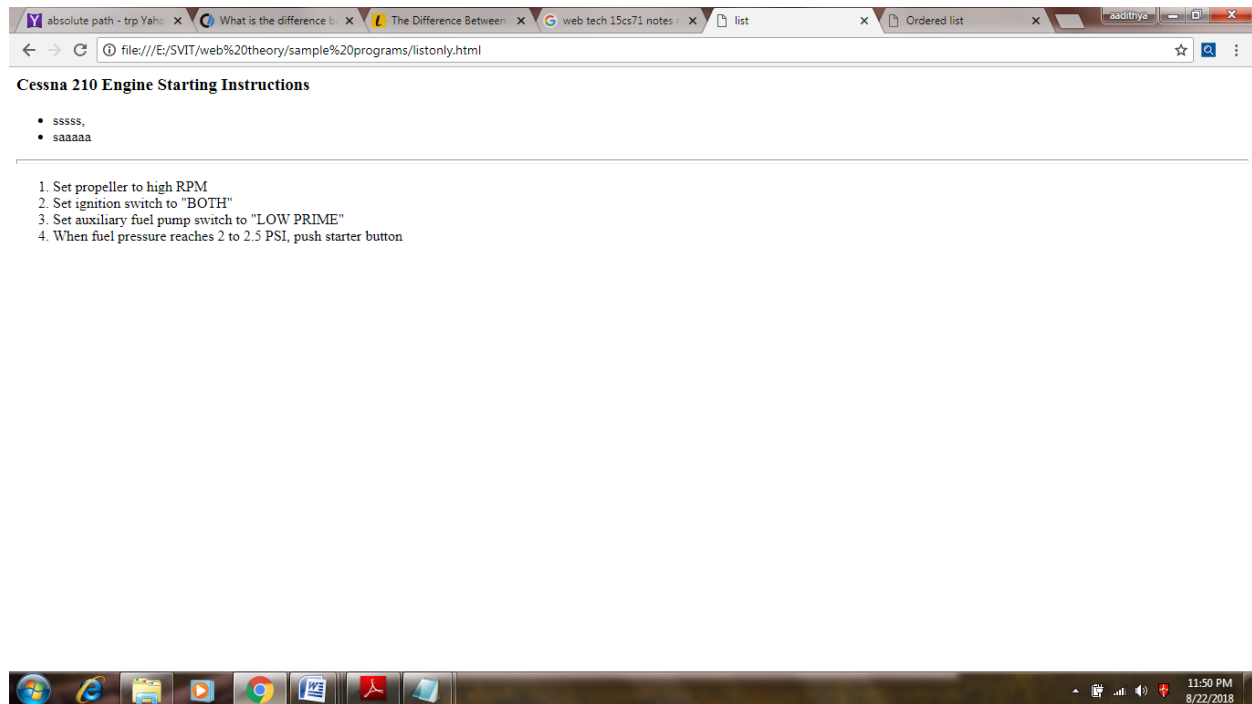 absolute path - trp Yaho
What is the difference b
The Difference Between
web tech 15cs71 notes
list
Ordered list
aadithya
file:///E:/SVIT/web%20theory/sample%20programs/listonly.html
Cessna 210 Engine Starting Instructions
• sssss,
• saaaaa
1. Set propeller to high RPM
2. Set ignition switch to "BOTH"
3. Set auxiliary fuel pump switch to "LOW PRIME"
4. When fuel pressure reaches 2 to 2.5 PSI, push starter button
11:50 PM
8/22/2018